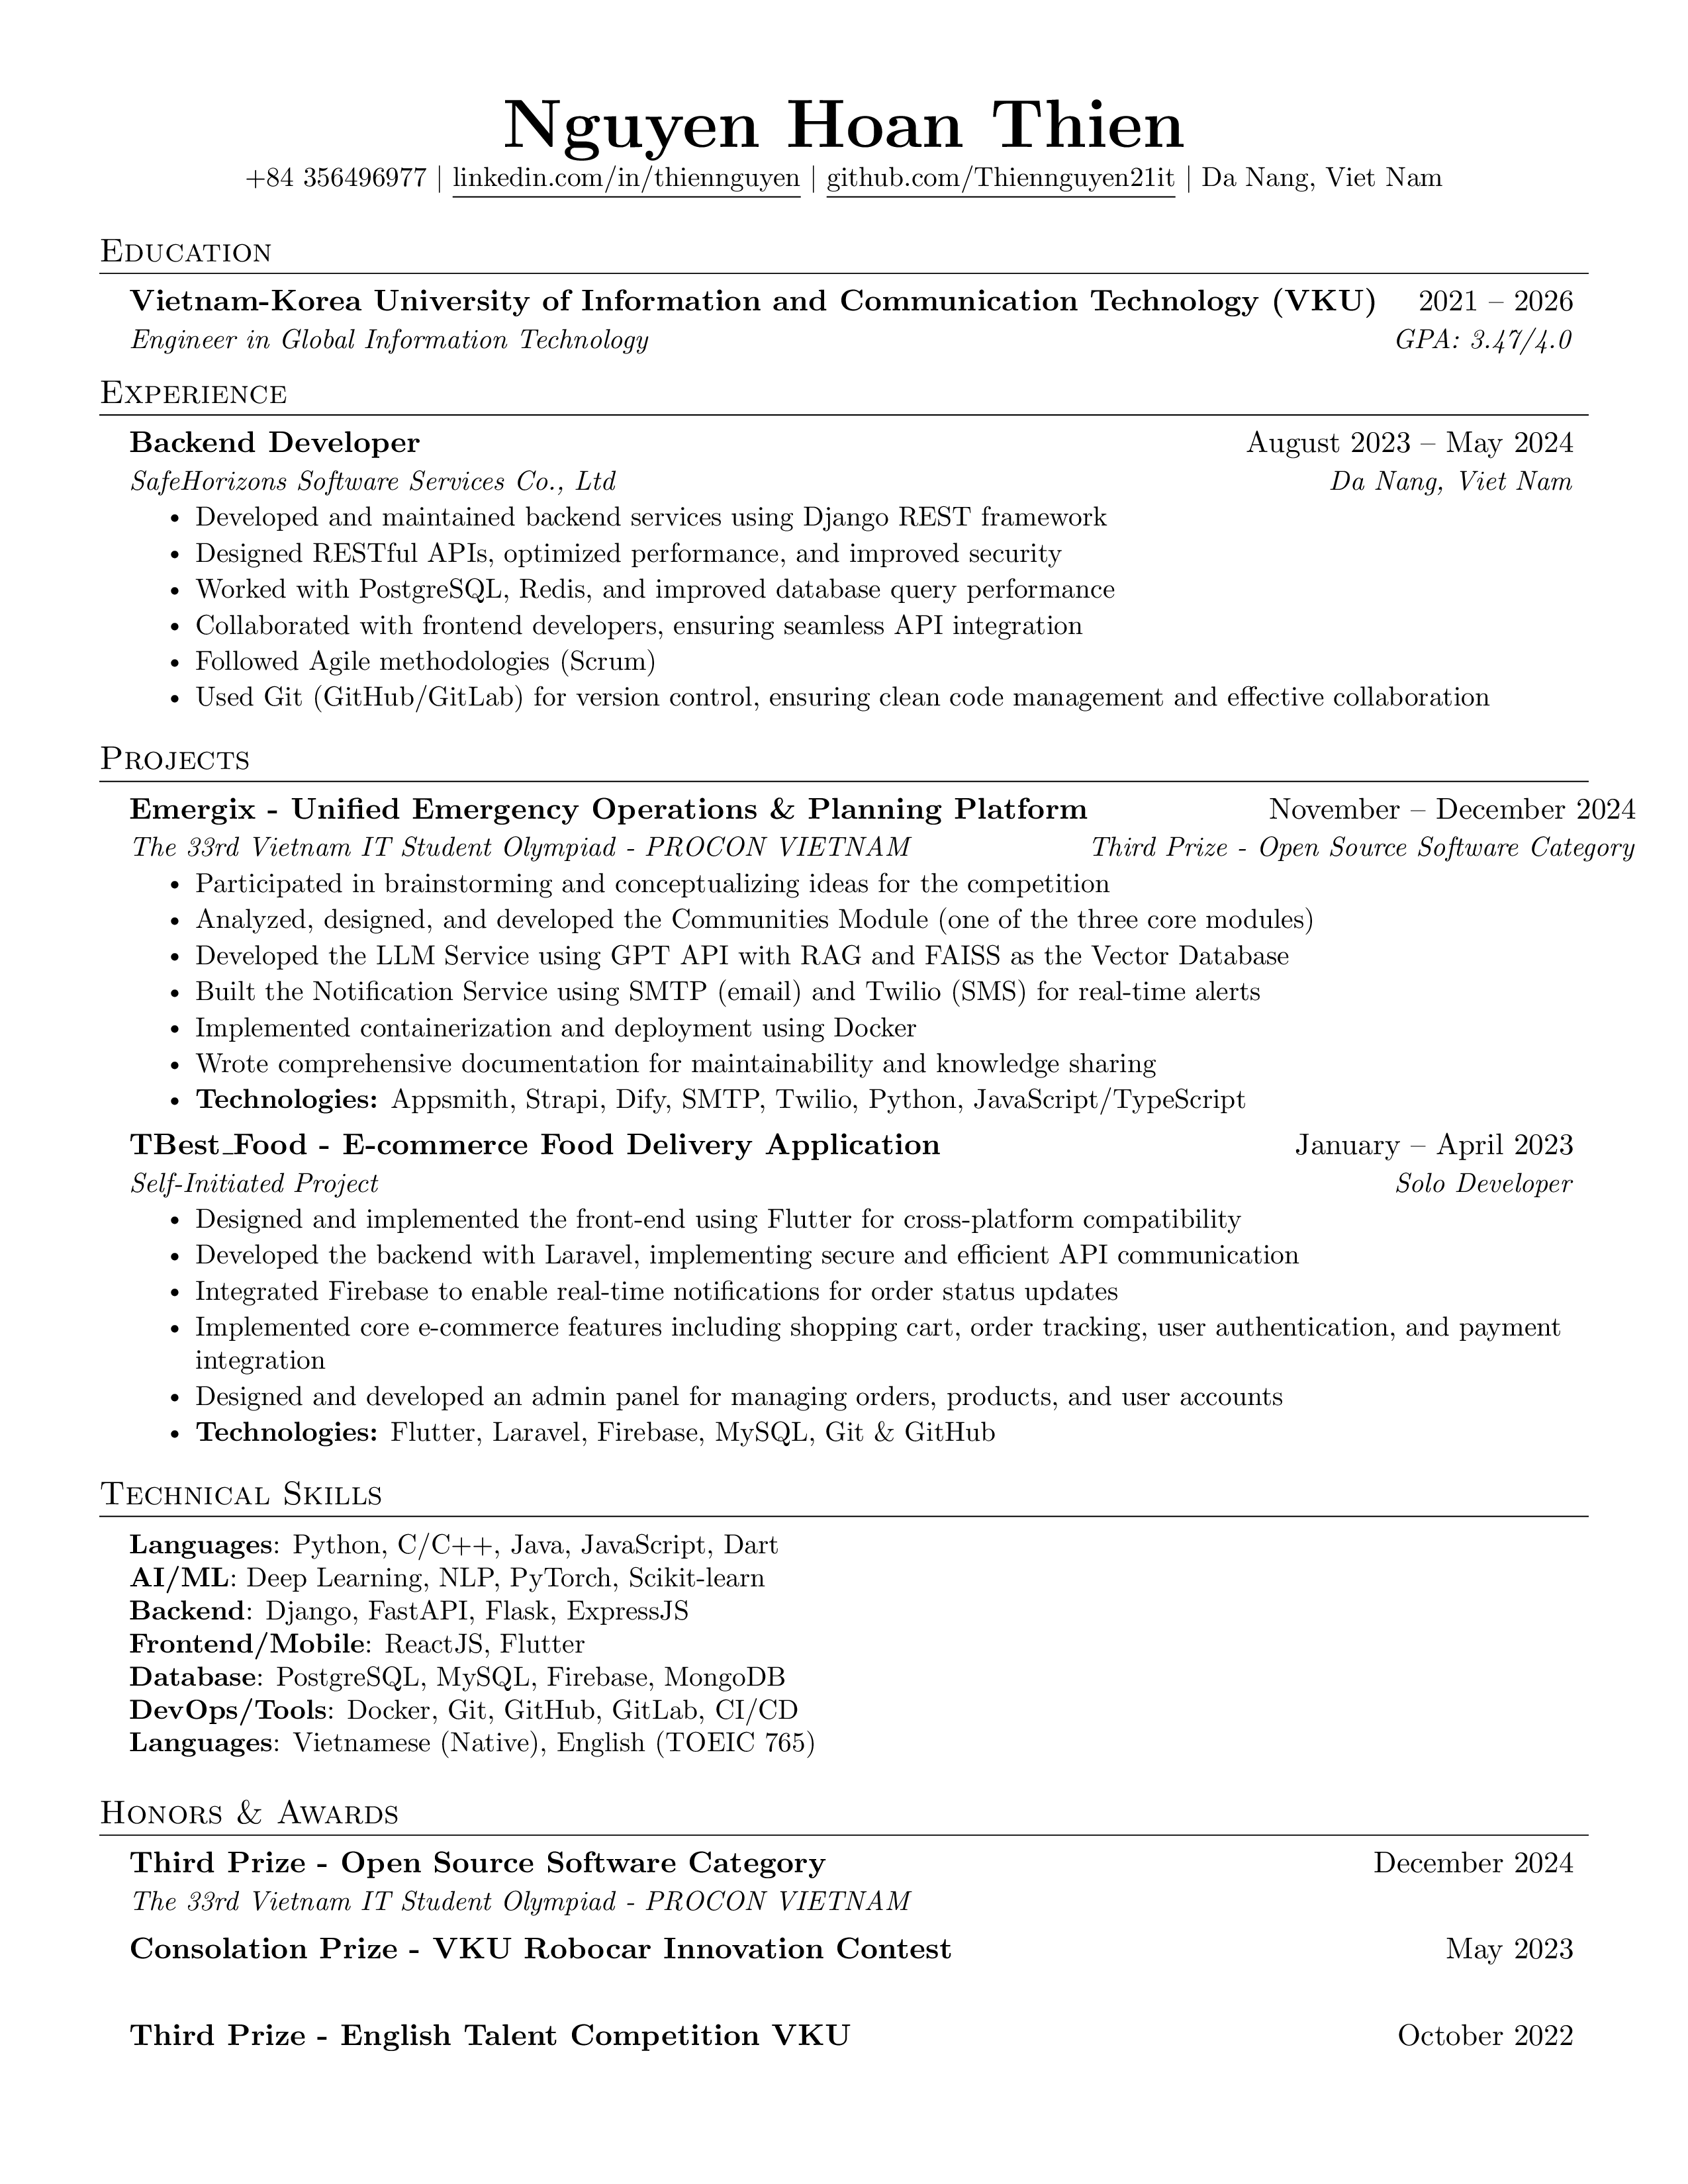 Nguyen Hoan Thien
+84 356496977 | linkedin.com/in/thiennguyen | github.com/Thiennguyen21it | Da Nang, Viet Nam
Education
Vietnam-Korea University of Information and Communication Technology (VKU) 2021 – 2026
Engineer in Global Information Technology GPA: 3.47/4.0
Experience
Backend Developer August 2023 – May 2024
SafeHorizons Software Services Co., Ltd Da Nang, Viet Nam
• Developed and maintained backend services using Django REST framework
• Designed RESTful APIs, optimized performance, and improved security
• Worked with PostgreSQL, Redis, and improved database query performance
• Collaborated with frontend developers, ensuring seamless API integration
• Followed Agile methodologies (Scrum)
• Used Git (GitHub/GitLab) for version control, ensuring clean code management and effective collaboration
Projects
Emergix - Unified Emergency Operations & Planning Platform November – December 2024
The 33rd Vietnam IT Student Olympiad - PROCON VIETNAM Third Prize - Open Source Software Category
• Participated in brainstorming and conceptualizing ideas for the competition
• Analyzed, designed, and developed the Communities Module (one of the three core modules)
• Developed the LLM Service using GPT API with RAG and FAISS as the Vector Database
• Built the Notification Service using SMTP (email) and Twilio (SMS) for real-time alerts
• Implemented containerization and deployment using Docker
• Wrote comprehensive documentation for maintainability and knowledge sharing
• Technologies: Appsmith, Strapi, Dify, SMTP, Twilio, Python, JavaScript/TypeScript
TBest_Food - E-commerce Food Delivery Application January – April 2023
Self-Initiated Project Solo Developer
• Designed and implemented the front-end using Flutter for cross-platform compatibility
• Developed the backend with Laravel, implementing secure and efficient API communication
• Integrated Firebase to enable real-time notifications for order status updates
• Implemented core e-commerce features including shopping cart, order tracking, user authentication, and payment
integration
• Designed and developed an admin panel for managing orders, products, and user accounts
• Technologies: Flutter, Laravel, Firebase, MySQL, Git & GitHub
Technical Skills
Languages: Python, C/C++, Java, JavaScript, Dart
AI/ML: Deep Learning, NLP, PyTorch, Scikit-learn
Backend: Django, FastAPI, Flask, ExpressJS
Frontend/Mobile: ReactJS, Flutter
Database: PostgreSQL, MySQL, Firebase, MongoDB
DevOps/Tools: Docker, Git, GitHub, GitLab, CI/CD
Languages: Vietnamese (Native), English (TOEIC 765)
Honors & Awards
Third Prize - Open Source Software Category December 2024
The 33rd Vietnam IT Student Olympiad - PROCON VIETNAM
Consolation Prize - VKU Robocar Innovation Contest May 2023
Third Prize - English Talent Competition VKU October 2022